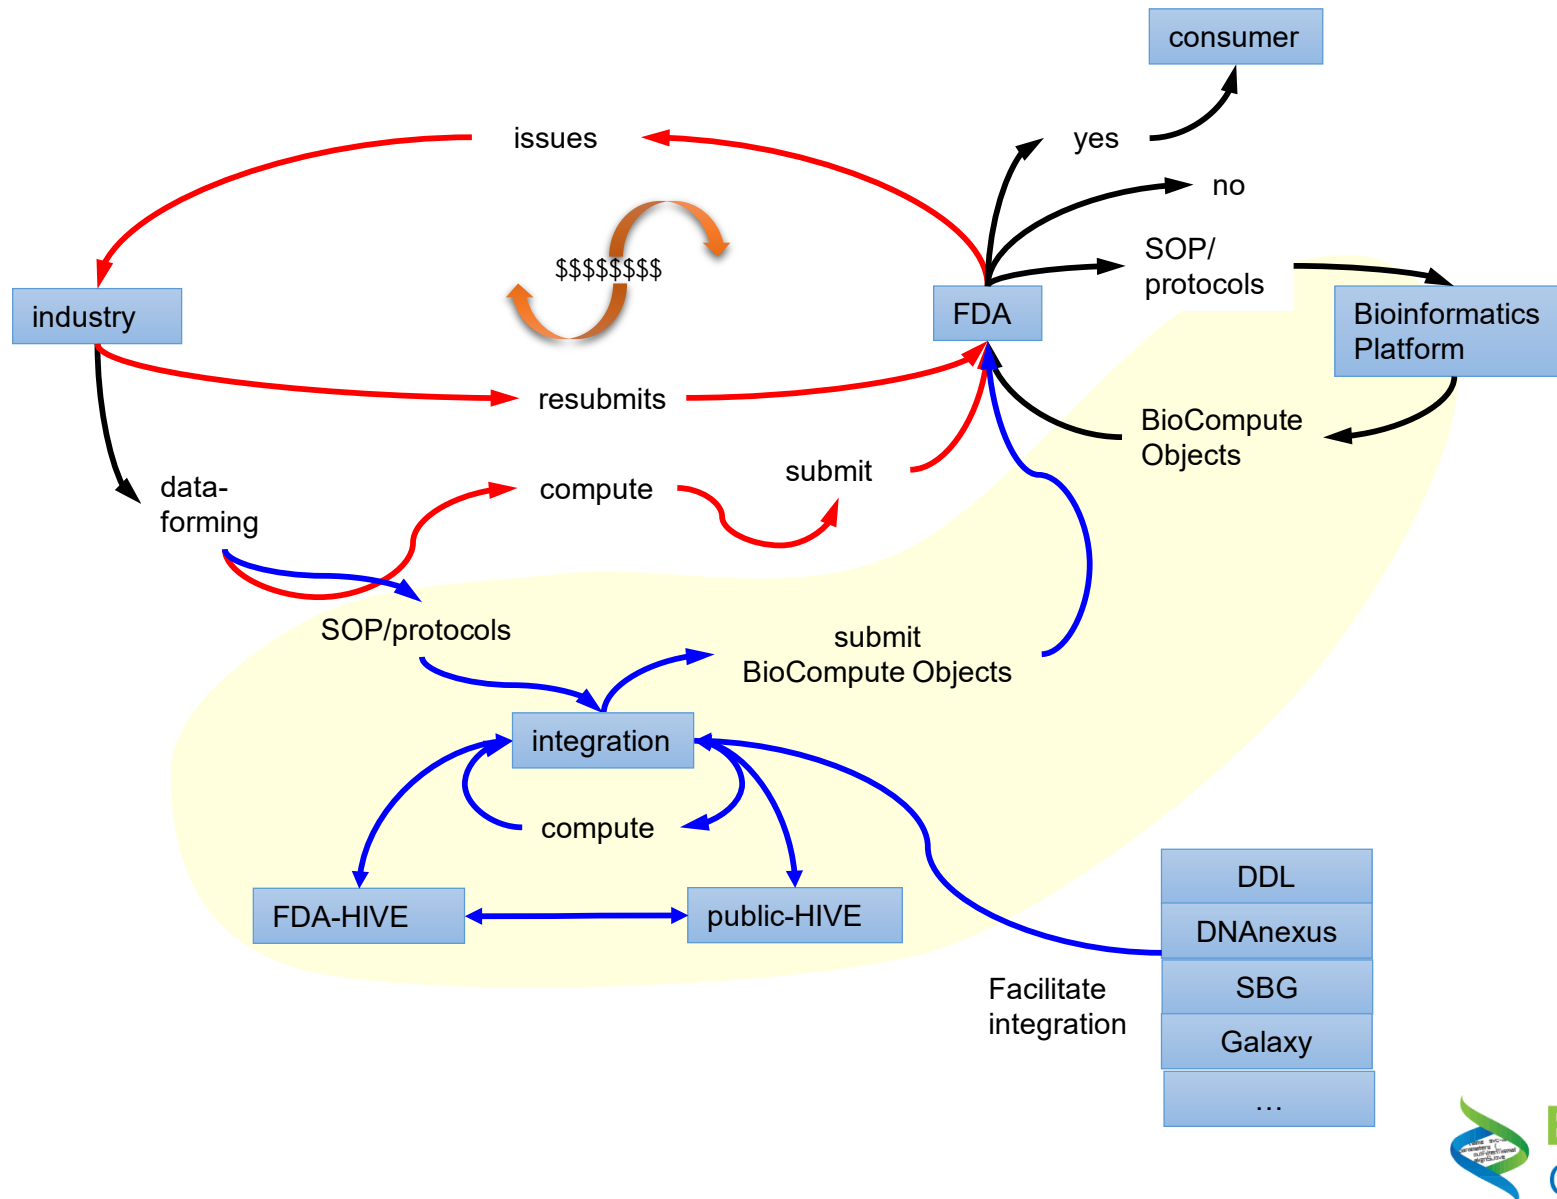 consumer
issues
yes
no
$$$$$$$$
SOP/
protocols
industry
FDA
Bioinformatics
Platform
resubmits
BioCompute
Objects
data-
forming
compute
submit
SOP/protocols
submit
BioCompute Objects
integration
compute
FDA-HIVE
public-HIVE
DDL
DNAnexus
SBG
Galaxy
…
Facilitate
integration